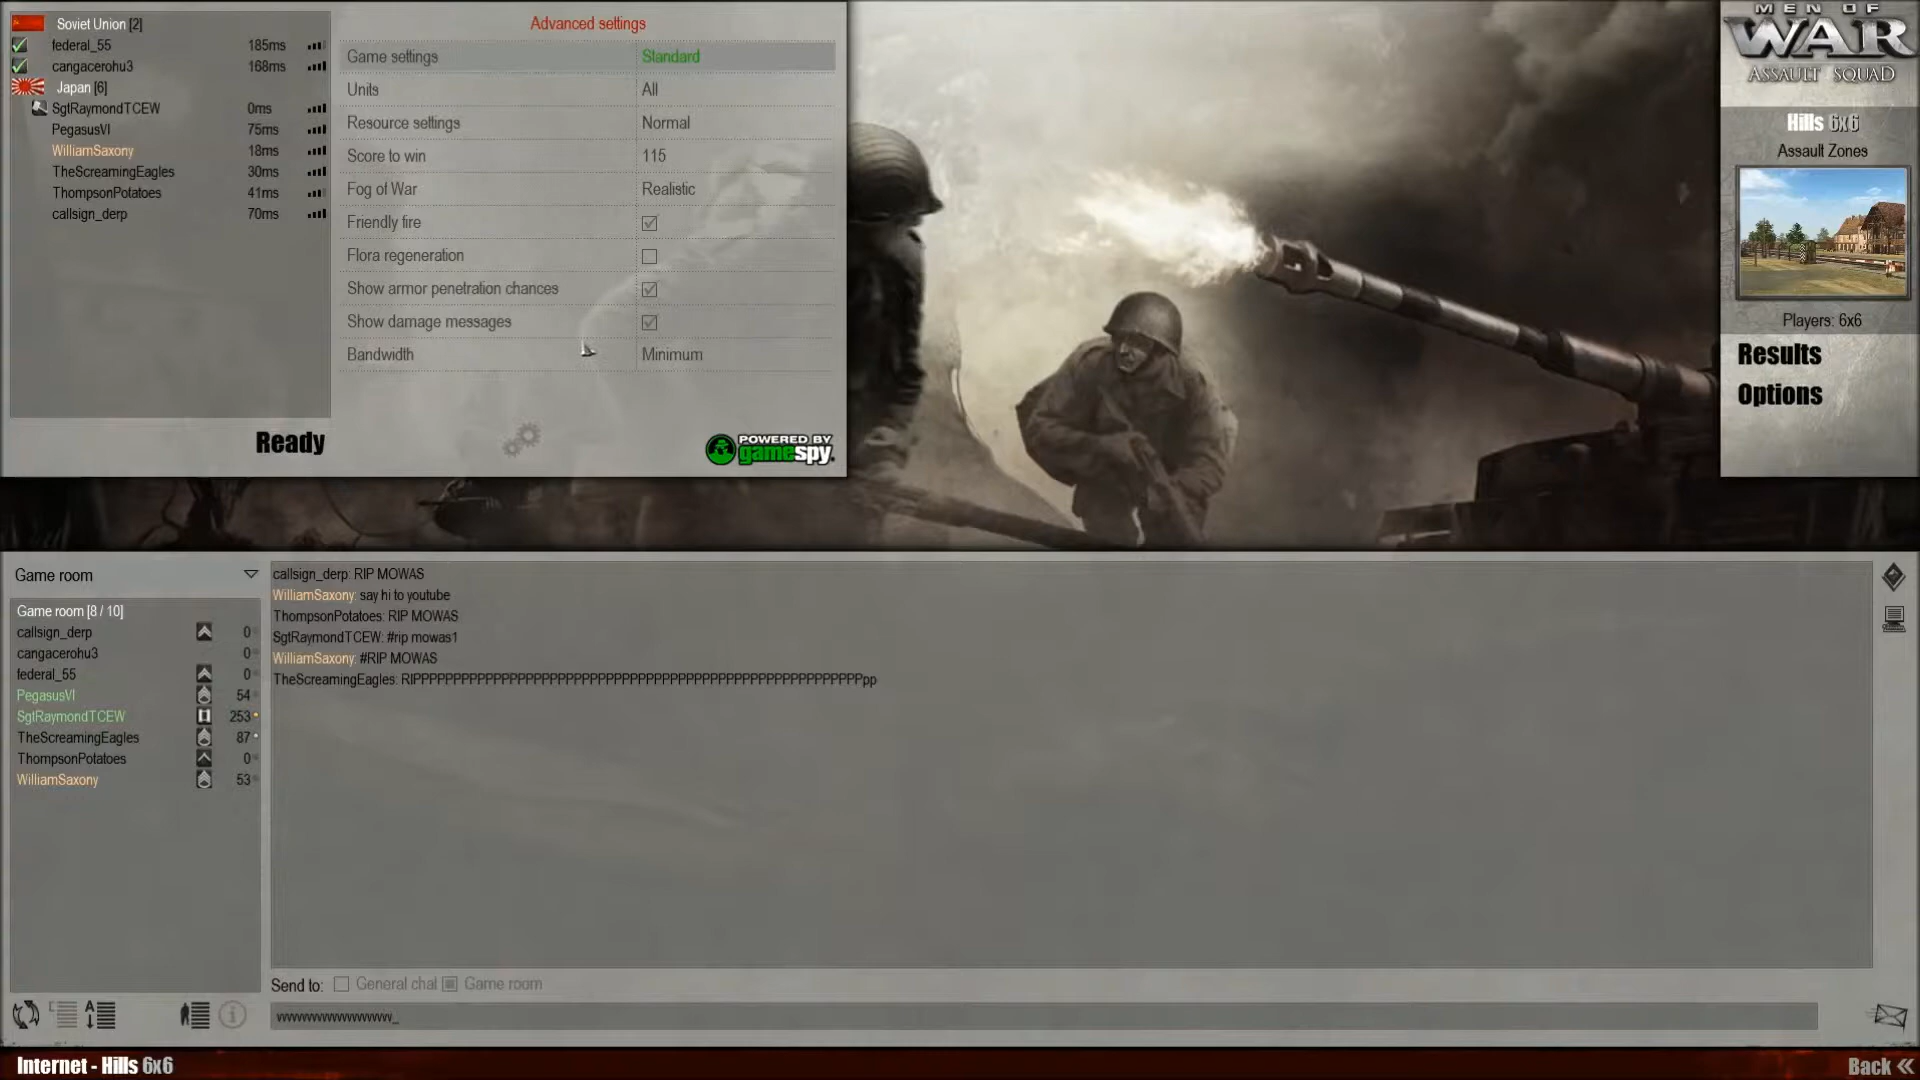 Soviet Union [2]
federal_55 185ms
cangacerohu3 168ms
Japan [6]
SgtRaymondTCEW 0ms
PegasusVI 75ms
WilliamSaxony 18ms
TheScreamingEagles 30ms
ThompsonPotatoes 41ms
callsign_derp 70ms
Ready
Advanced settings
Game settings Standard
Units All
Resource settings Normal
Score to win 115
Fog of War Realistic
Friendly fire
Flora regeneration
Show armor penetration chances
Show damage messages
Bandwidth Minimum
POWERED BY
gamespy
MEN OF
WAR
ASSAULT SQUAD
Hills 6x6
Assault Zones
Players: 6x6
Results
Options
Game room
Game room [8 / 10]
callsign_derp 0
cangacerohu3 0
federal_55 0
PegasusVI 54
SgtRaymondTCEW 253
TheScreamingEagles 87
ThompsonPotatoes 0
WilliamSaxony 53
callsign_derp: RIP MOWAS
WilliamSaxony: say hi to youtube
ThompsonPotatoes: RIP MOWAS
SgtRaymondTCEW: #rip mowas1
WilliamSaxony: #RIP MOWAS
TheScreamingEagles:
Send to: General chat Game room
Internet - Hills 6x6
Back